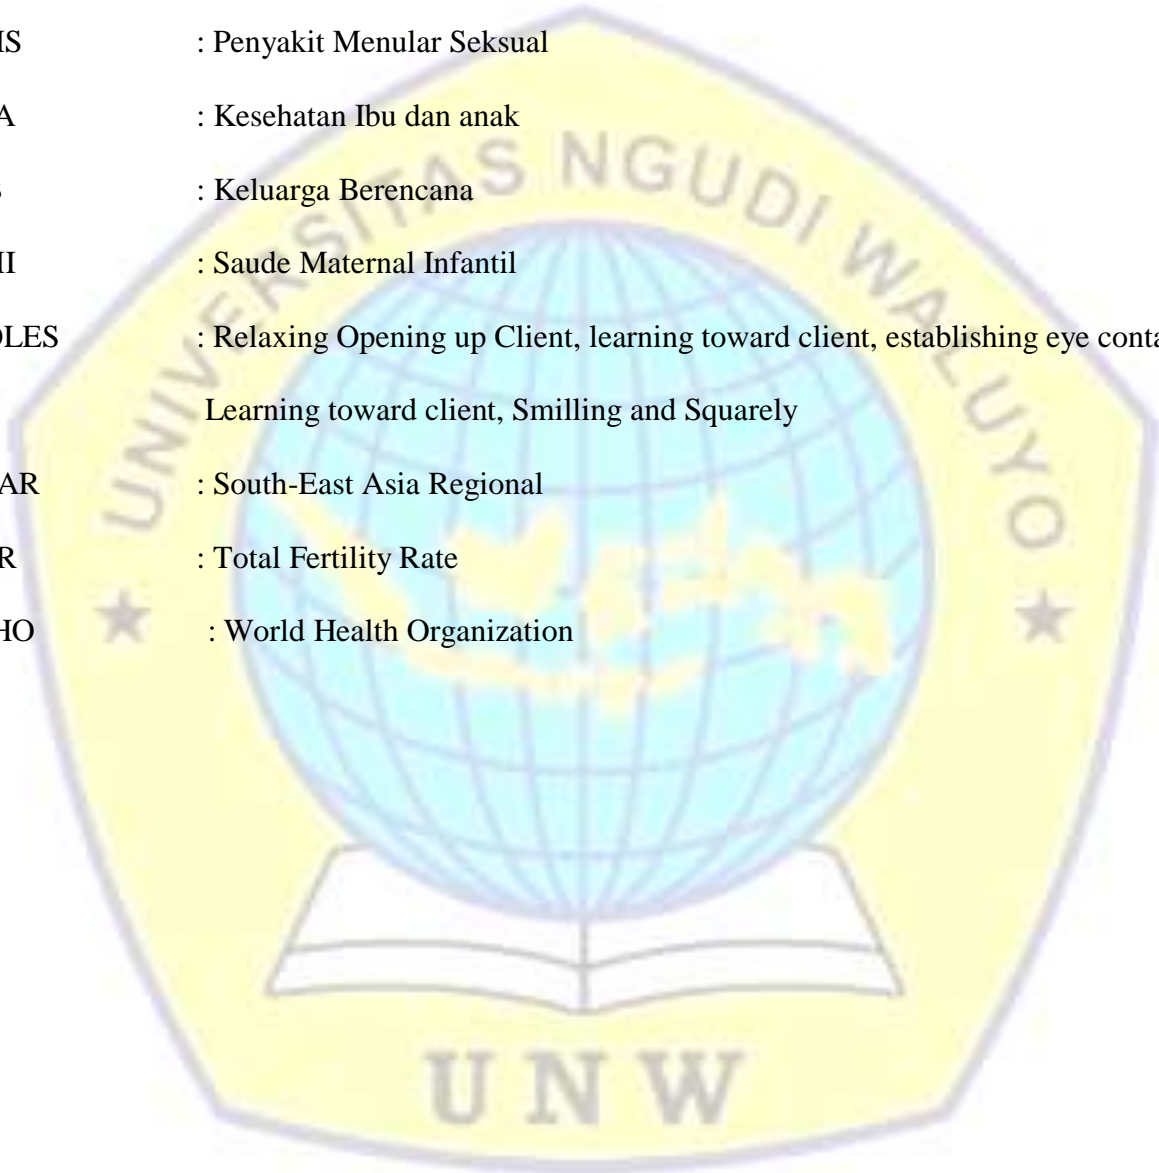 IS : Penyakit Menular Seksual
A : Kesehatan Ibu dan anak
: Keluarga Berencana
II : Saude Maternal Infantil
OLES : Relaxing Opening up Client, learning toward client, establishing eye conta
Learning toward client, Smilling and Squarely
AR : South-East Asia Regional
R : Total Fertility Rate
HO : World Health Organization
UNIVERSITAS NGUDI WALUYO
UNW